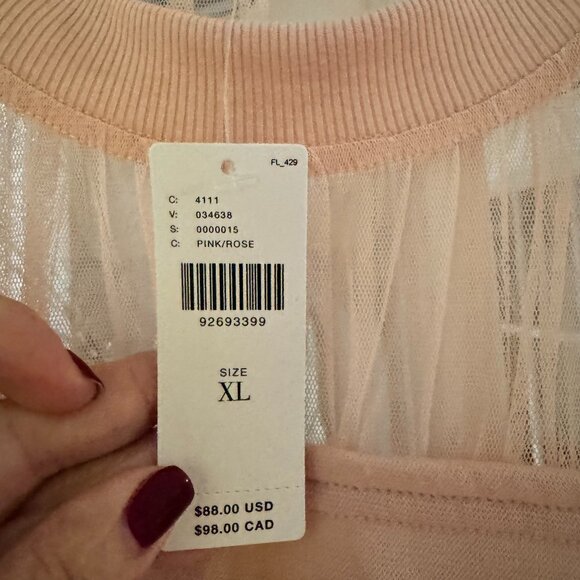 FL_429
C: 4111
V: 034638
S: 0000015
C: PINK/ROSE
92693399
SIZE
XL
$88.00 USD
$98.00 CAD